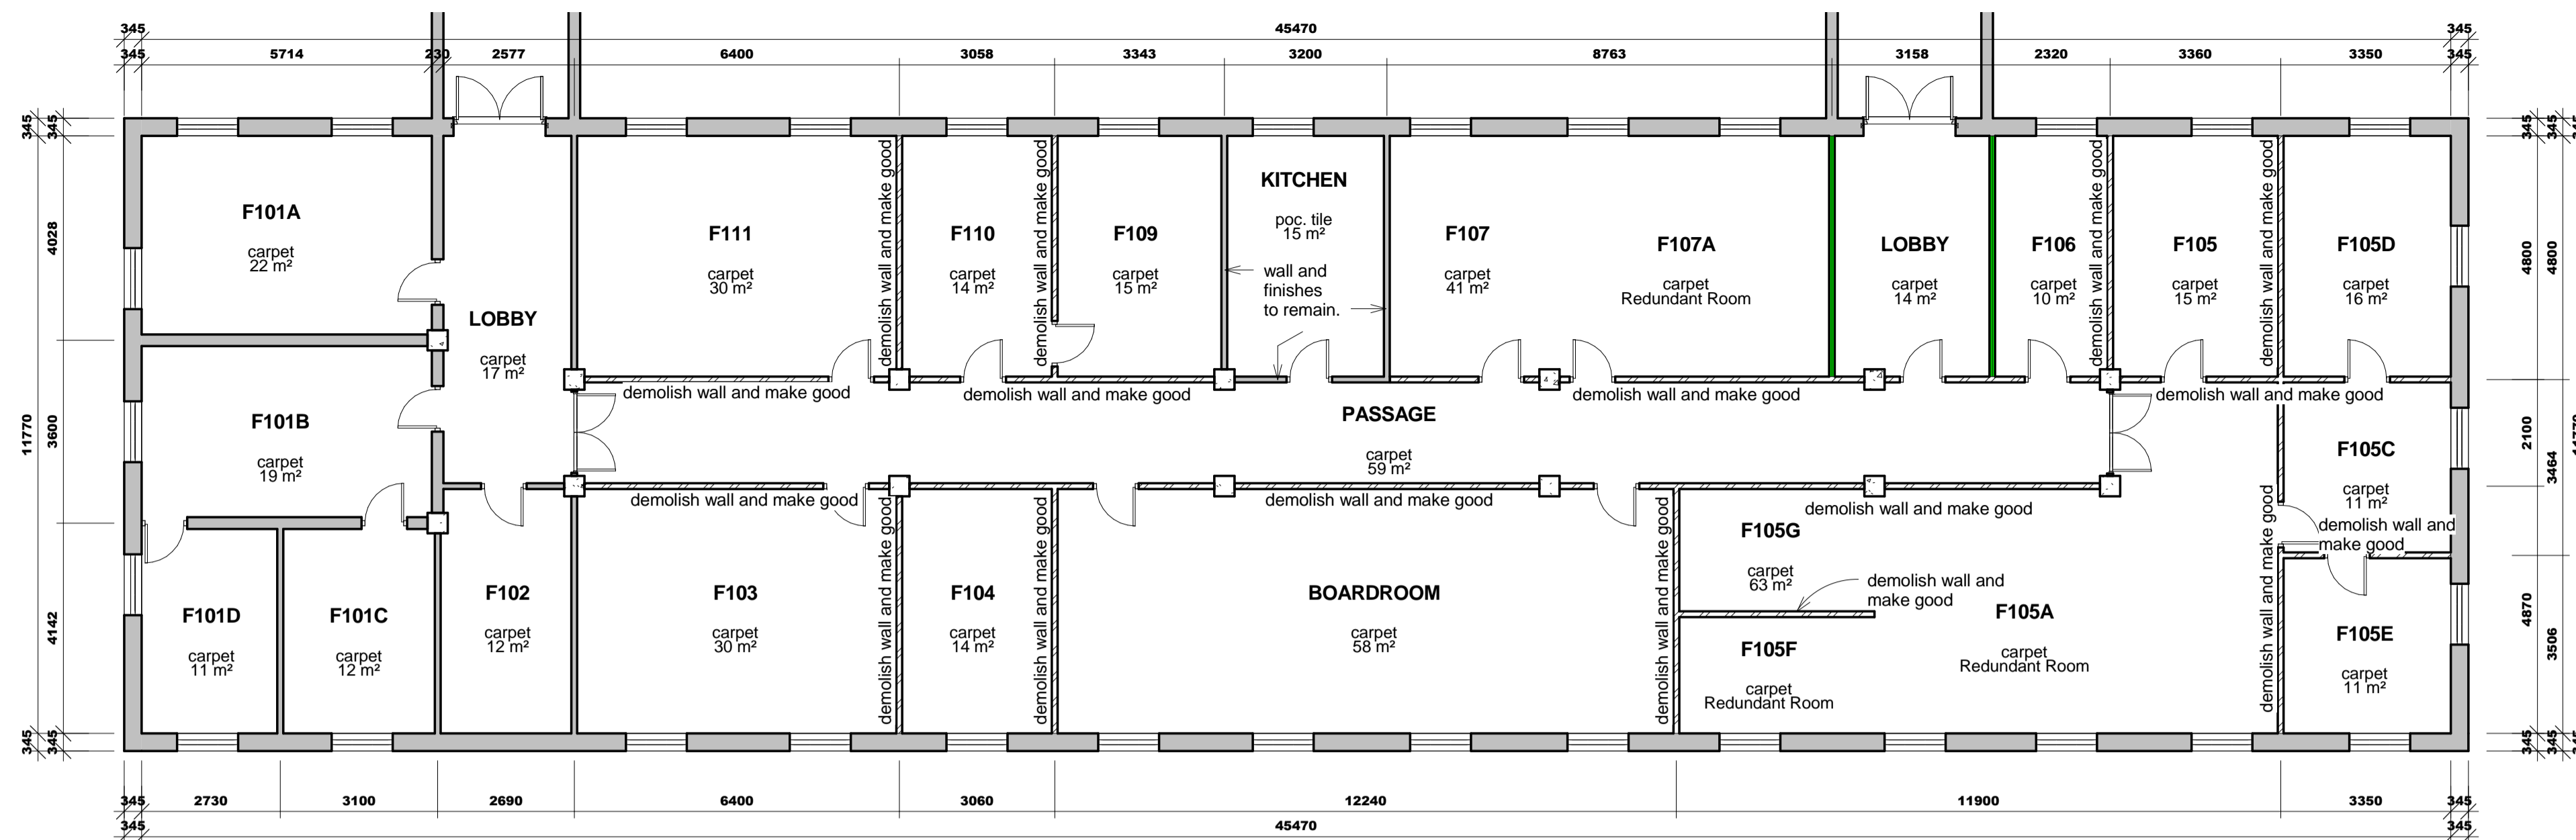 345
45470
345
345
5714
230
2577
6400
3058
3343
3200
8763
3158
2320
3360
3350
345
345
345
4028
11770
3600
4142
345
345
F101A
carpet
22 m²
F101B
carpet
19 m²
F101D
carpet
11 m²
F101C
carpet
12 m²
LOBBY
carpet
17 m²
F102
carpet
12 m²
F111
carpet
30 m²
demolish wall and make good
F110
carpet
14 m²
demolish wall and make good
F109
carpet
15 m²
KITCHEN
poc. tile
15 m²
wall and
finishes
to remain.
F107
carpet
41 m²
F107A
carpet
Redundant Room
LOBBY
carpet
14 m²
F106
carpet
10 m²
demolish wall and make good
F105
carpet
15 m²
demolish wall and make good
F105D
carpet
16 m²
demolish wall and make good
demolish wall and make good
demolish wall and make good
demolish wall and make good
PASSAGE
carpet
59 m²
demolish wall and make good
demolish wall and make good
demolish wall and make good
F103
carpet
30 m²
demolish wall and make good
F104
carpet
14 m²
demolish wall and make good
BOARDROOM
carpet
58 m²
demolish wall and make good
F105G
carpet
63 m²
demolish wall and
make good
F105F
carpet
Redundant Room
F105A
carpet
Redundant Room
demolish wall and make good
F105C
carpet
11 m²
demolish wall and
make good
F105E
carpet
11 m²
345
345
4800
4800
2100
3464
4870
3506
345
345
345
2730
3100
2690
6400
3060
12240
11900
3350
345
345
45470
345